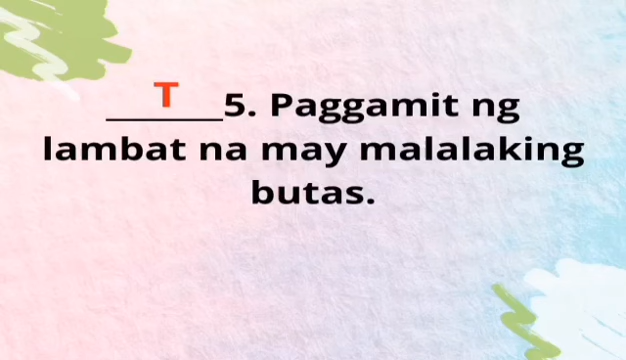 T
_______5. Paggamit ng
lambat na may malalaking
butas.